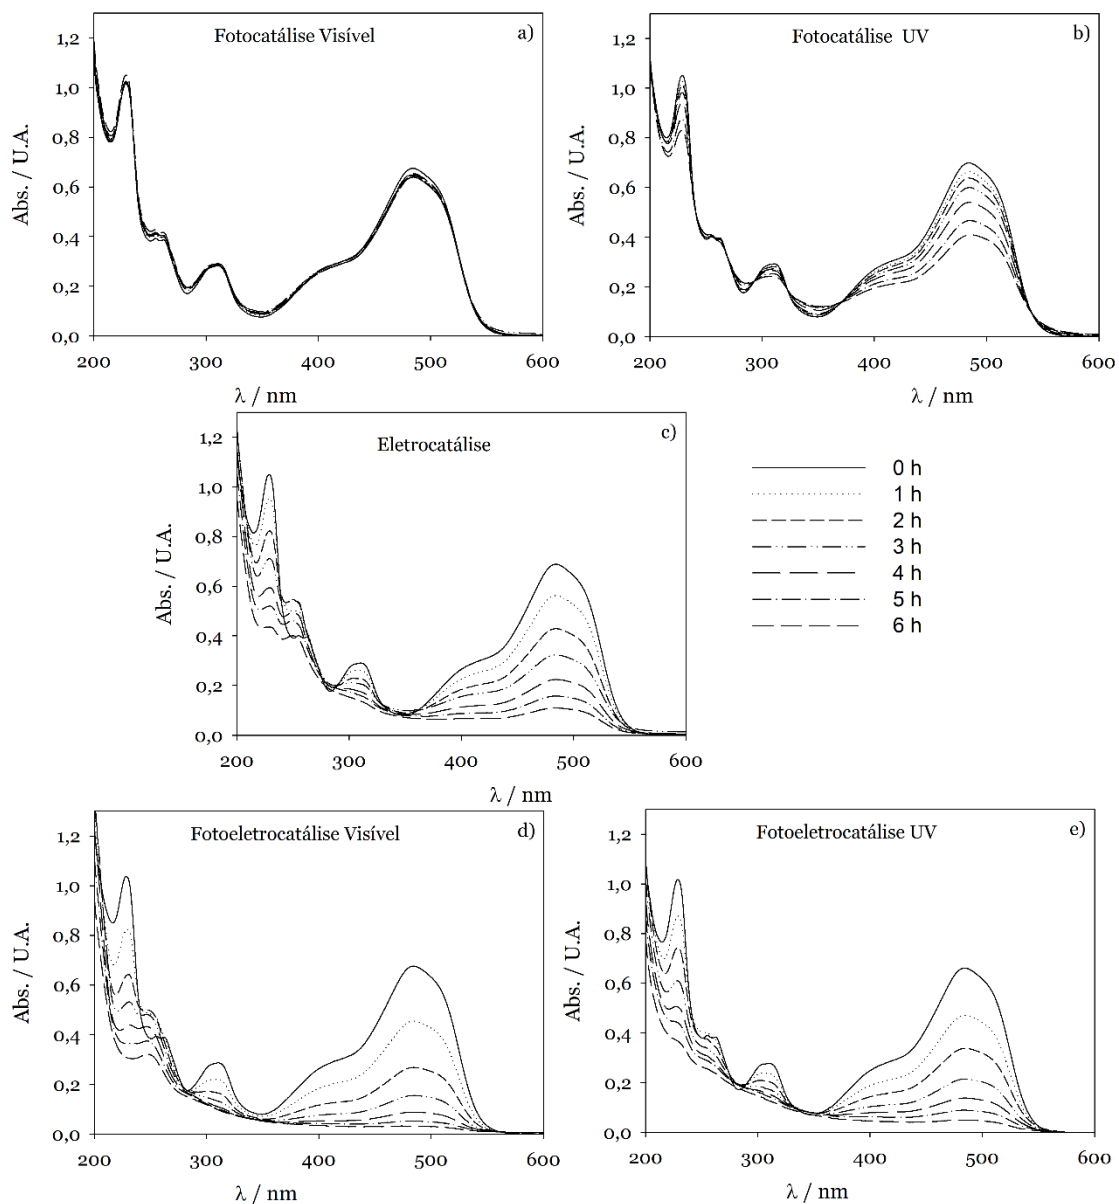 Fotocatálise Visível
a)
1,2
1,0
0,8
0,6
0,4
0,2
0,0
Abs. / U.A.
200
300
400
500
600
λ / nm
Fotocatálise UV
b)
1,2
1,0
0,8
0,6
0,4
0,2
0,0
Abs. / U.A.
200
300
400
500
600
λ / nm
Eletrocatálise
c)
1,2
1,0
0,8
0,6
0,4
0,2
0,0
Abs. / U.A.
200
300
400
500
600
λ / nm
0 h
1 h
2 h
3 h
4 h
5 h
6 h
Fotoeletrocatálise Visível
d)
1,2
1,0
0,8
0,6
0,4
0,2
0,0
Abs. / U.A.
200
300
400
500
600
λ / nm
Fotoeletrocatálise UV
e)
1,2
1,0
0,8
0,6
0,4
0,2
0,0
Abs. / U.A.
200
300
400
500
600
λ / nm